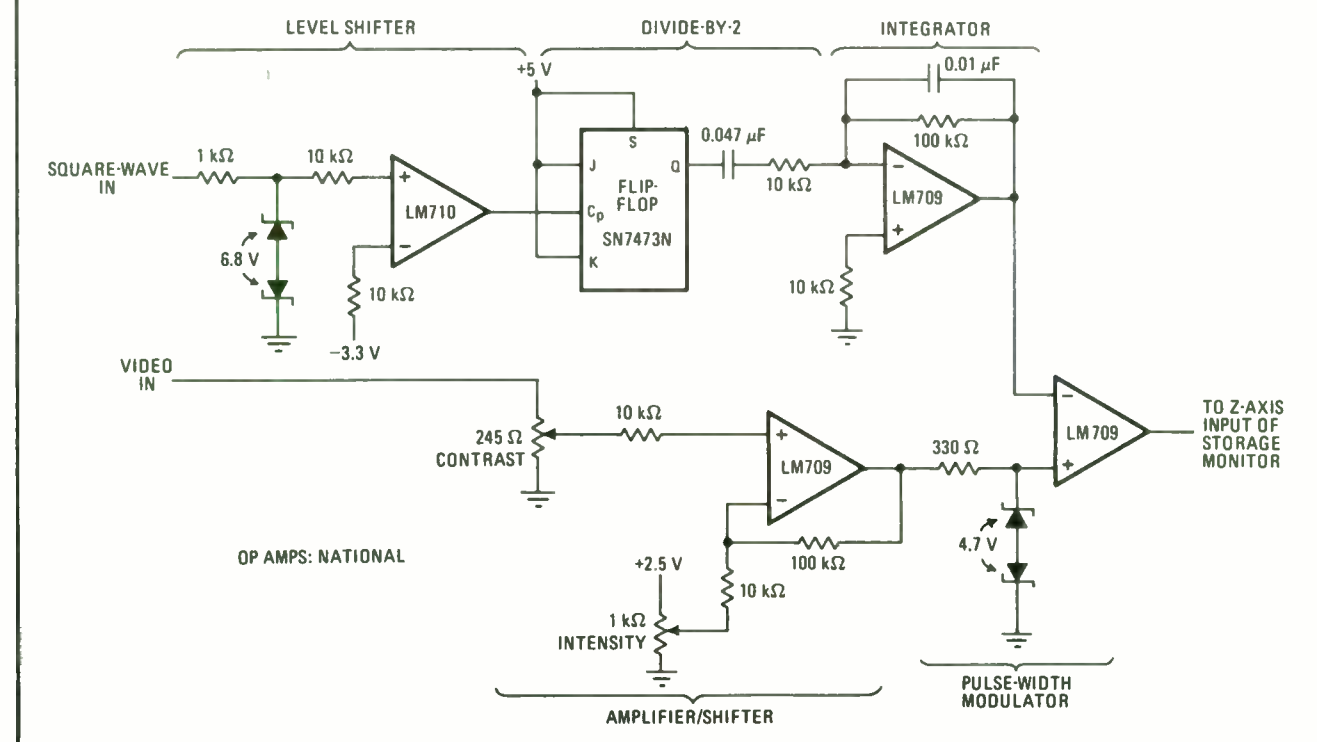 LEVEL SHIFTER
DIVIDE-BY-2
INTEGRATOR
+5 V
0.01 µF
100 kΩ
SQUARE-WAVE
IN
1 kΩ
10 kΩ
+
−
LM710
6.8 V
10 kΩ
−3.3 V
S
J
Q
Cp
K
FLIP-
FLOP
SN7473N
0.047 µF
10 kΩ
−
+
LM709
10 kΩ
VIDEO
IN
245 Ω
CONTRAST
10 kΩ
+
−
LM709
100 kΩ
10 kΩ
+2.5 V
1 kΩ
INTENSITY
330 Ω
4.7 V
−
+
LM709
TO Z-AXIS
INPUT OF
STORAGE
MONITOR
OP AMPS: NATIONAL
AMPLIFIER/SHIFTER
PULSE-WIDTH
MODULATOR